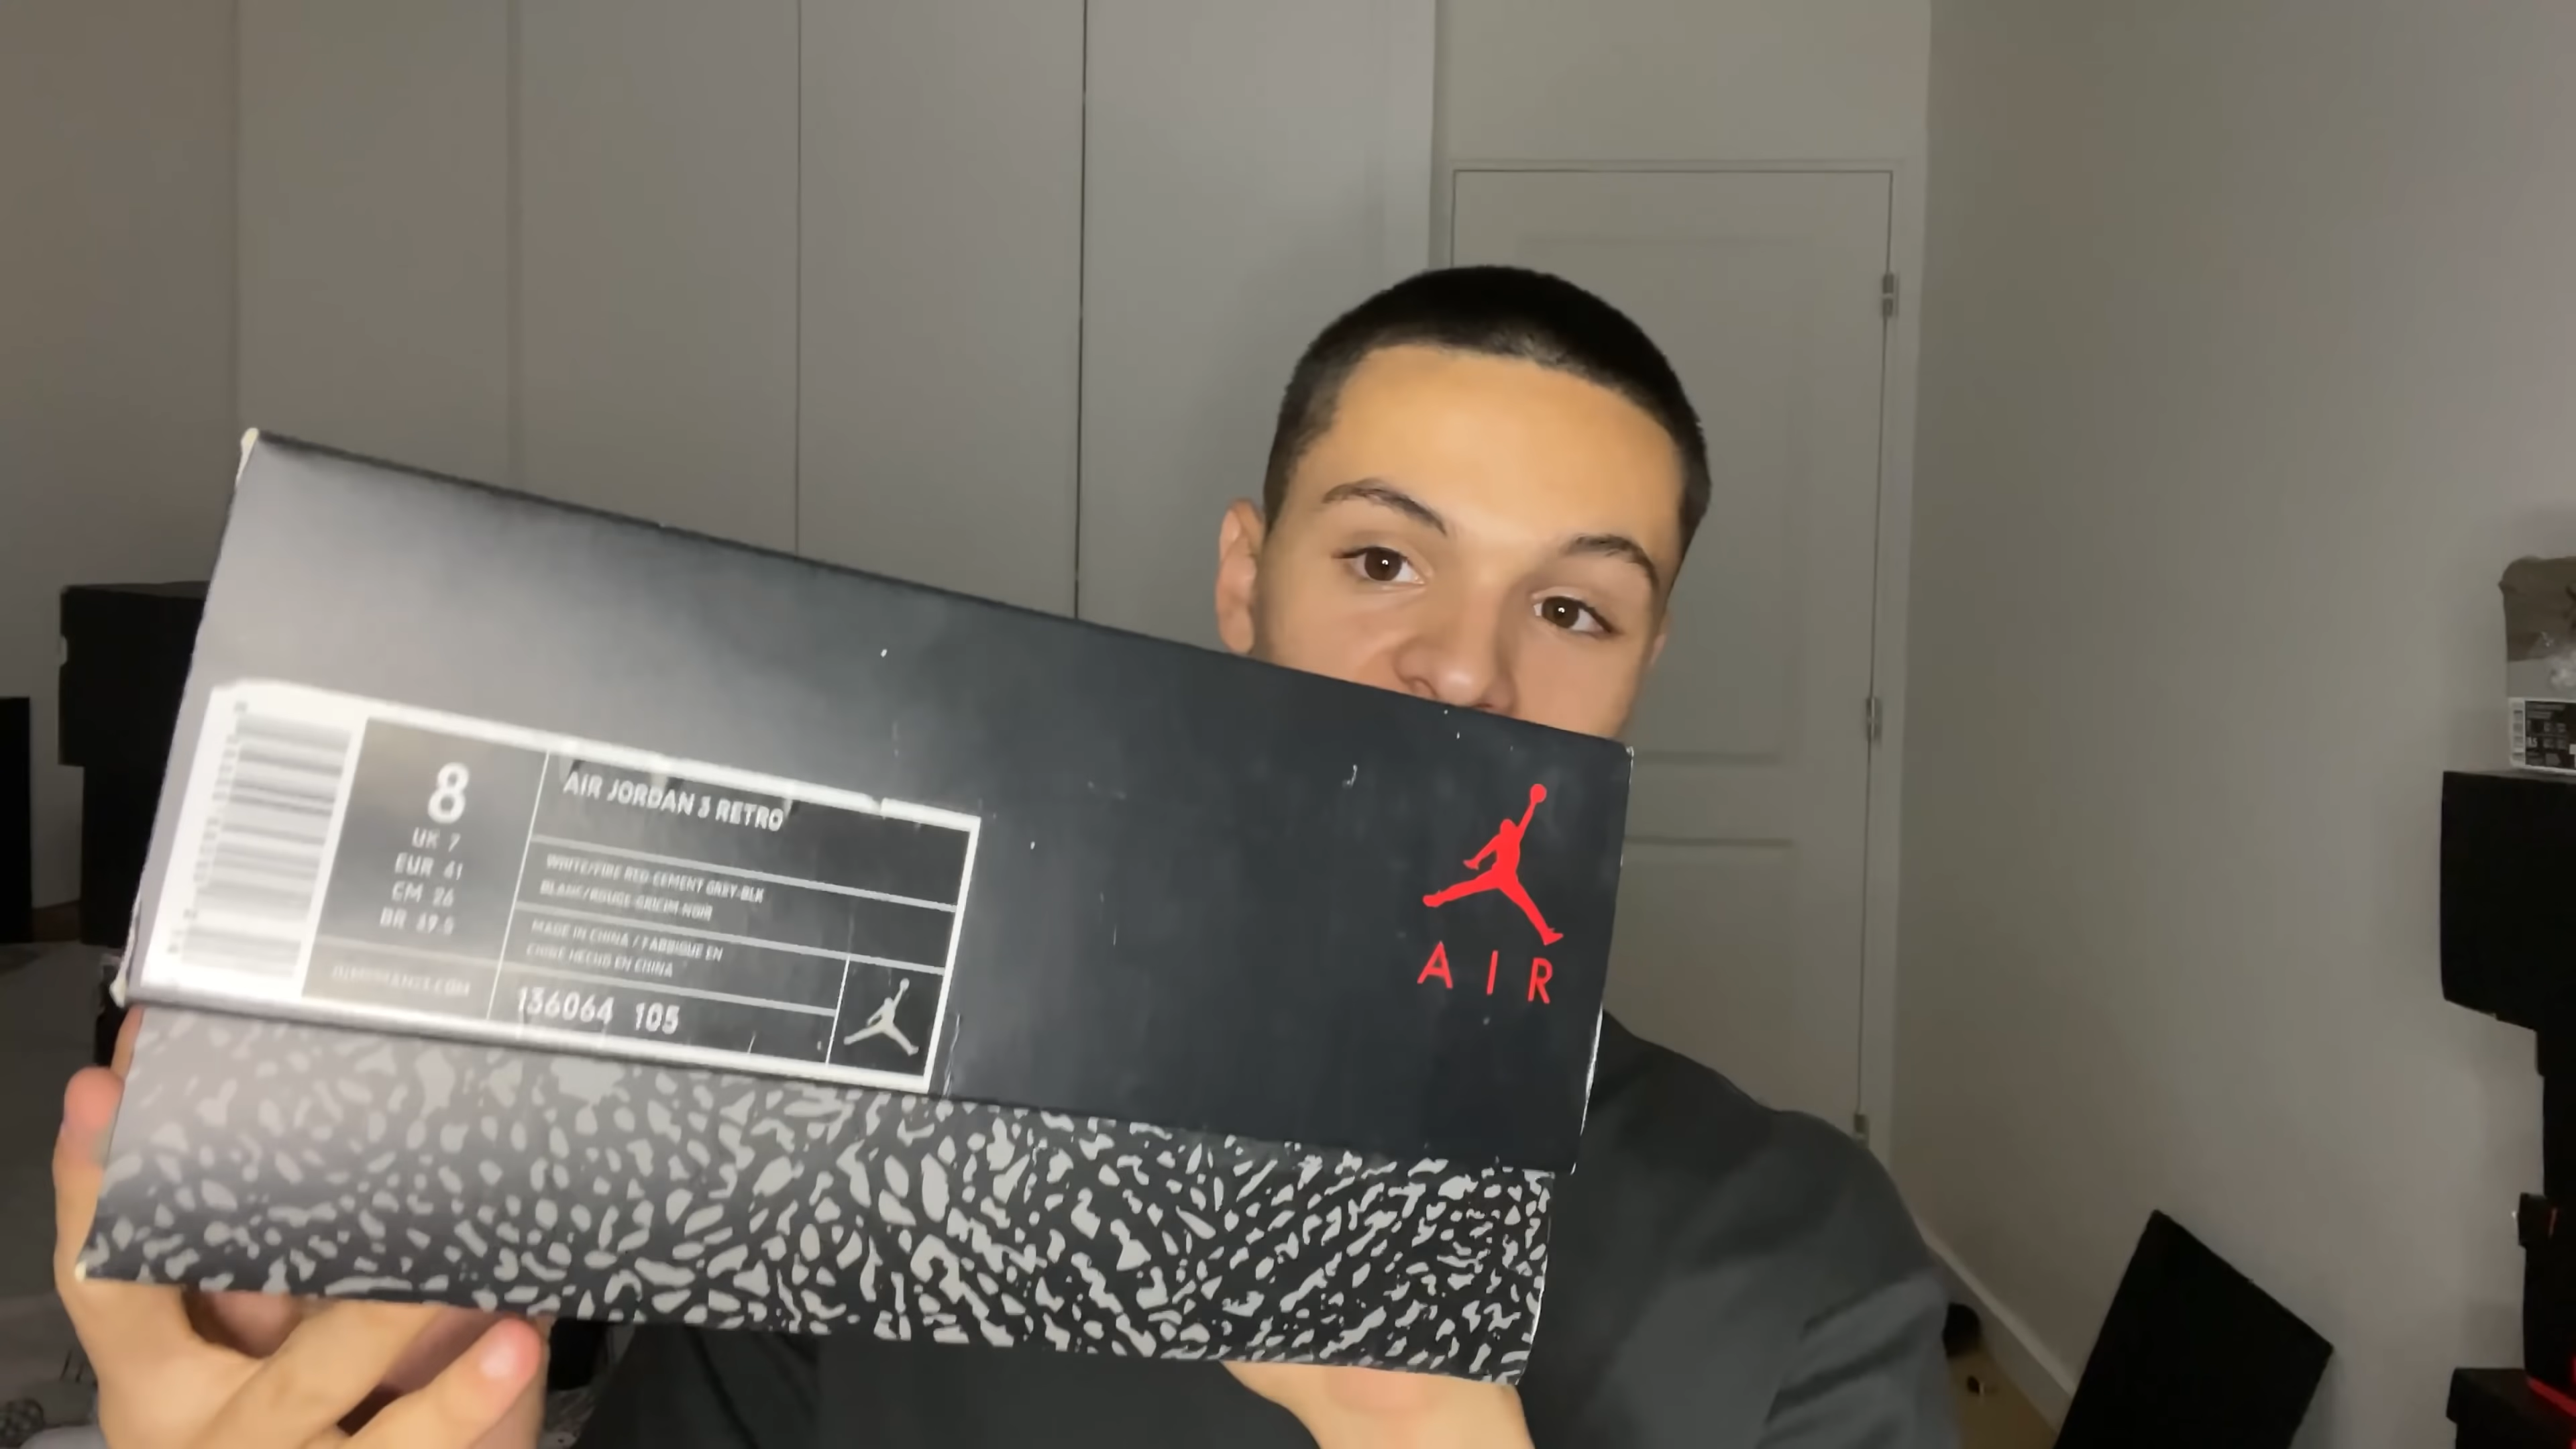 8
UK 7
EUR 41
CM 26
AIR JORDAN 3 RETRO
WHITE/FIRE RED-CEMENT GREY-BLK
MADE IN CHINA / FABRIQUE EN
CHINE HECHO EN CHINA
136064 105
AIR